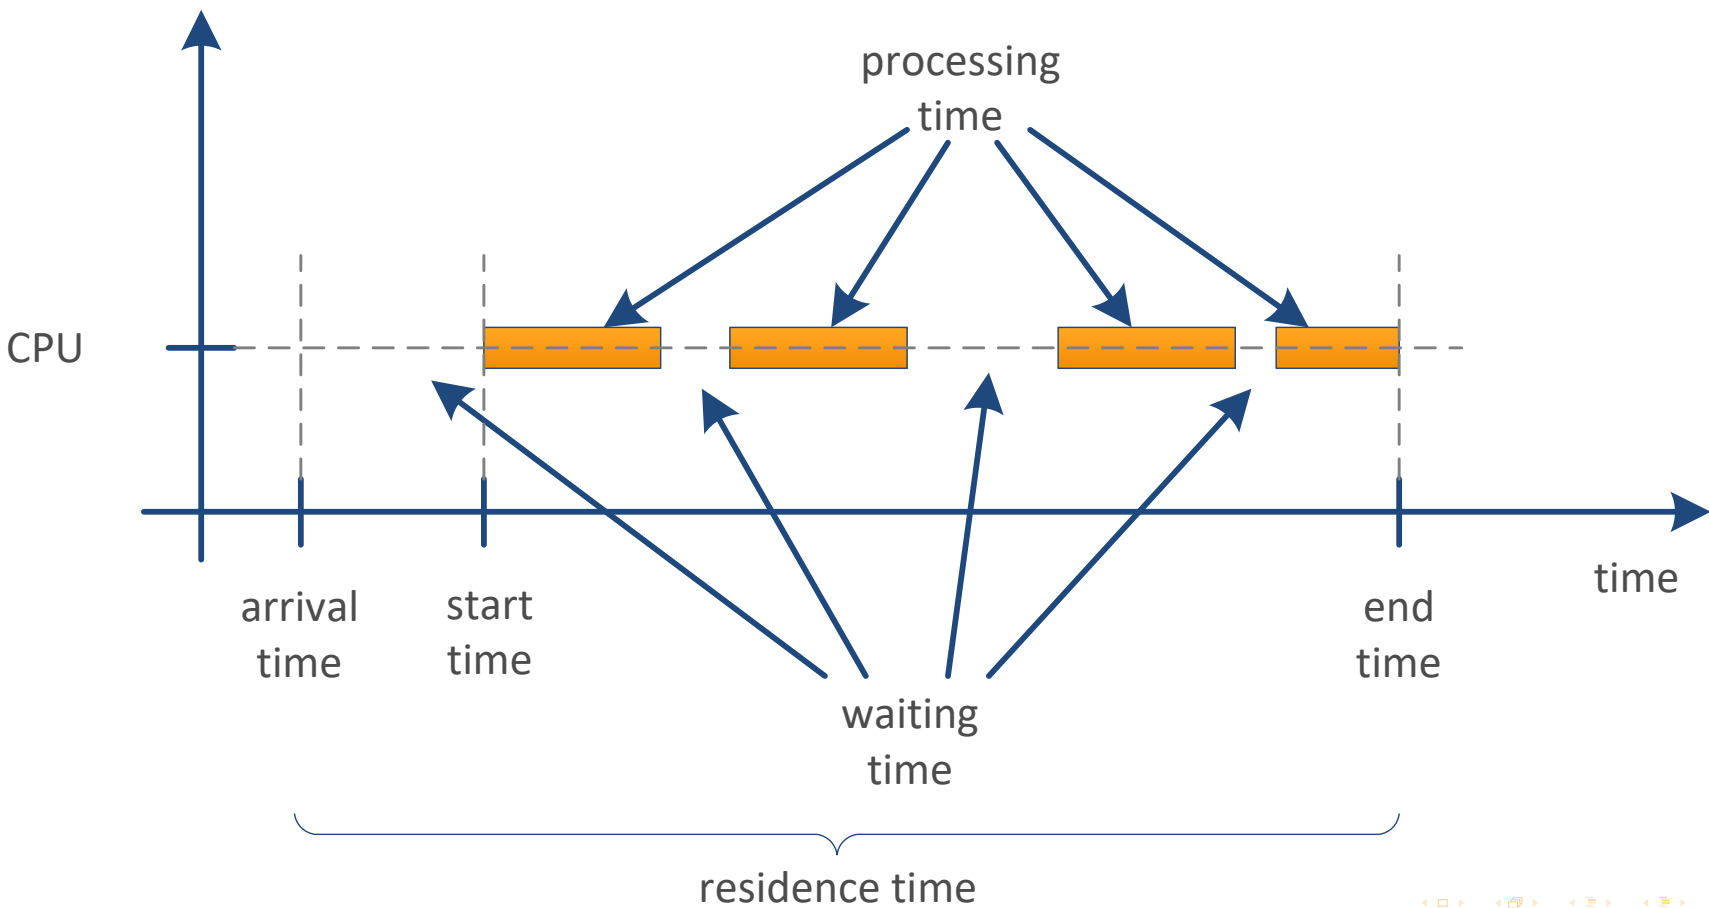 processing
time
CPU
time
arrival
time
start
time
end
time
waiting
time
residence time